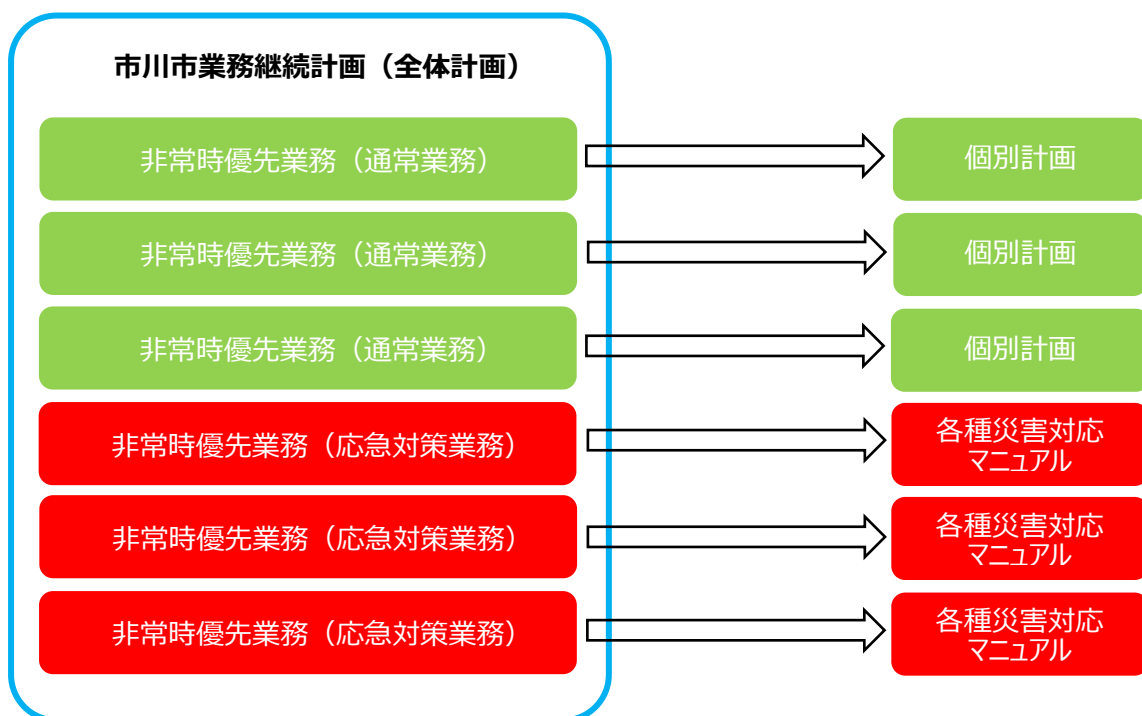 市川市業務継続計画（全体計画）
非常時優先業務（通常業務）
個別計画
非常時優先業務（通常業務）
個別計画
非常時優先業務（通常業務）
個別計画
非常時優先業務（応急対策業務）
各種災害対応
マニュアル
非常時優先業務（応急対策業務）
各種災害対応
マニュアル
非常時優先業務（応急対策業務）
各種災害対応
マニュアル